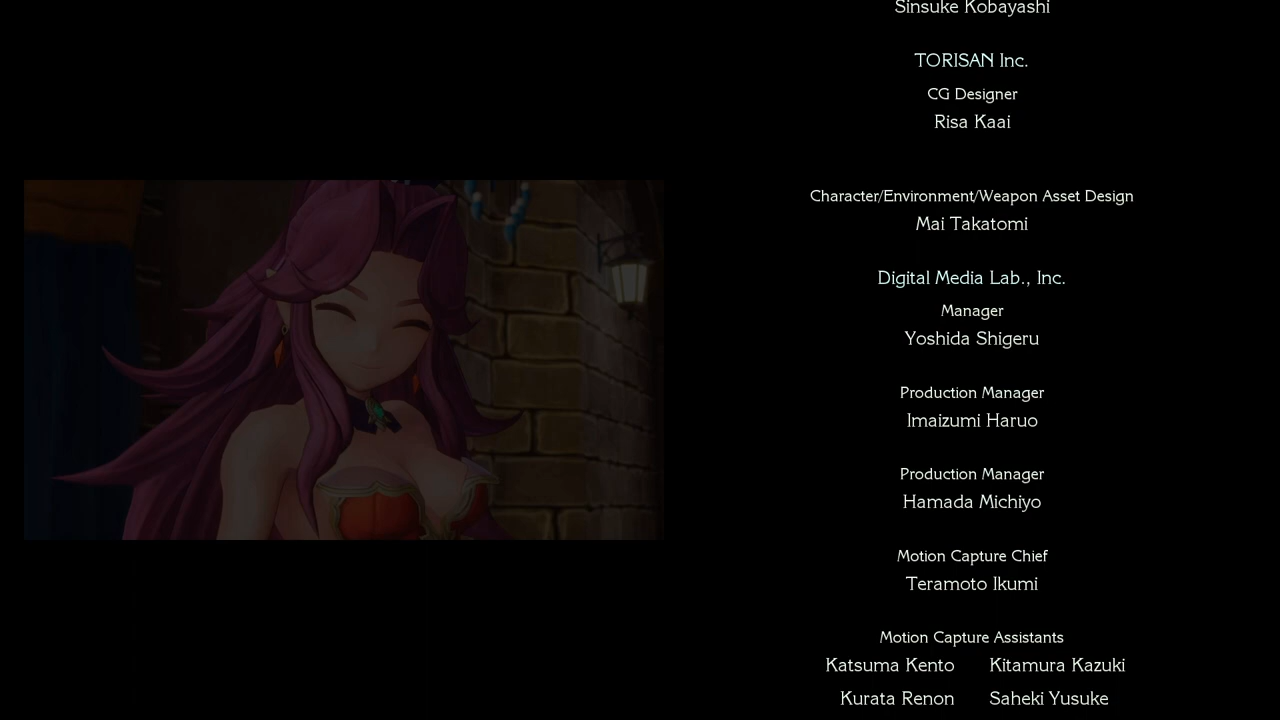 Sinsuke Kobayashi
TORISAN Inc.
CG Designer
Risa Kaai
Character/Environment/Weapon Asset Design
Mai Takatomi
Digital Media Lab., Inc.
Manager
Yoshida Shigeru
Production Manager
Imaizumi Haruo
Production Manager
Hamada Michiyo
Motion Capture Chief
Teramoto Ikumi
Motion Capture Assistants
Katsuma Kento Kitamura Kazuki
Kurata Renon Saheki Yusuke